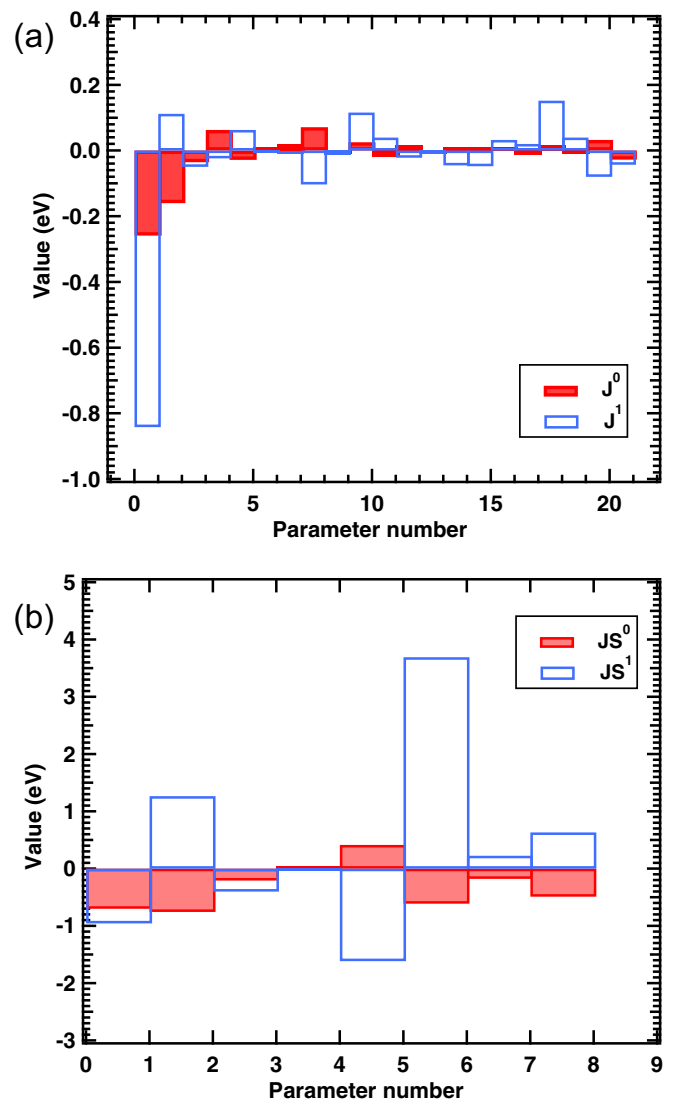 (a)
0.4
0.2
0.0
-0.2
-0.4
-0.6
-0.8
-1.0
Value (eV)
J⁰
J¹
0 5 10 15 20
Parameter number
(b)
5
4
3
2
1
0
-1
-2
-3
Value (eV)
JS⁰
JS¹
0 1 2 3 4 5 6 7 8 9
Parameter number